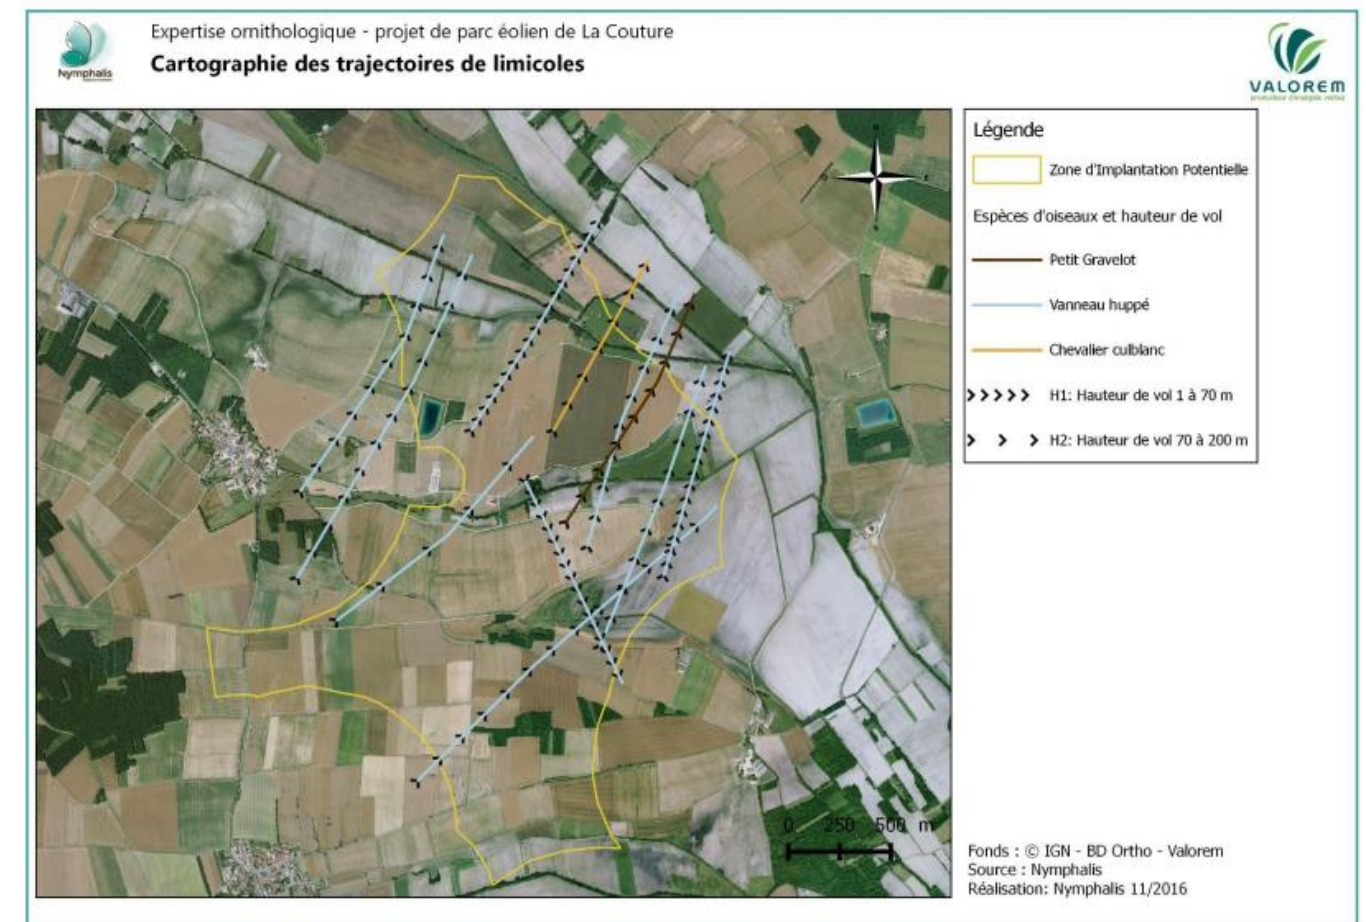 Expertise ornithologique - projet de parc éolien de La Couture
Cartographie des trajectoires de limicoles
Nymphalis
VALOREM
Légende
Zone d'Implantation Potentielle
Espèces d'oiseaux et hauteur de vol
Petit Gravelot
Vanneau huppé
Chevalier culblanc
H1: Hauteur de vol 1 à 70 m
H2: Hauteur de vol 70 à 200 m
0 250 500 m
Fonds : © IGN - BD Ortho - Valorem
Source : Nymphalis
Réalisation: Nymphalis 11/2016